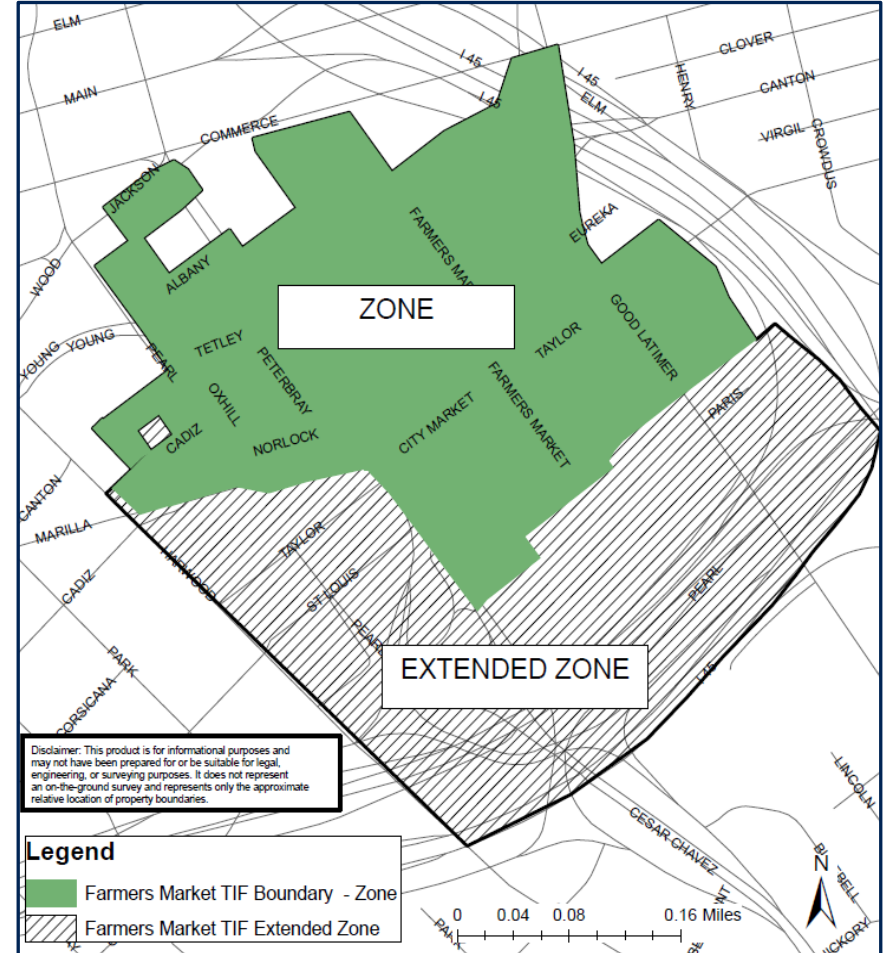 ELM
I 45
I 45
CLOVER
MAIN
I 45
ELM
HENRY
CANTON
COMMERCE
VIRGIL
CROWDUS
JACKSON
FARMERS
EUREKA
WOOD
ALBANY
ZONE
GOOD LATIMER
YOUNG
YOUNG
PEARL
TETLEY
TAYLOR
PETERBRAY
OXHILL
FARMERS MARKET
PARIS
CADIZ
NORLOCK
CITY MARKET
CANTON
MARILLA
TAYLOR
HARWOOD
CADIZ
ST LOUIS
PEARL
PARK
EXTENDED ZONE
I 45
CORSICANA
Disclaimer: This product is for informational purposes and
may not have been prepared for or be suitable for legal,
engineering, or surveying purposes. It does not represent
an on-the-ground survey and represents only the approximate
relative location of property boundaries.
LINCOLN
CESAR CHAVEZ
Legend
Farmers Market TIF Boundary - Zone
Farmers Market TIF Extended Zone
N
0 0.04 0.08 0.16 Miles